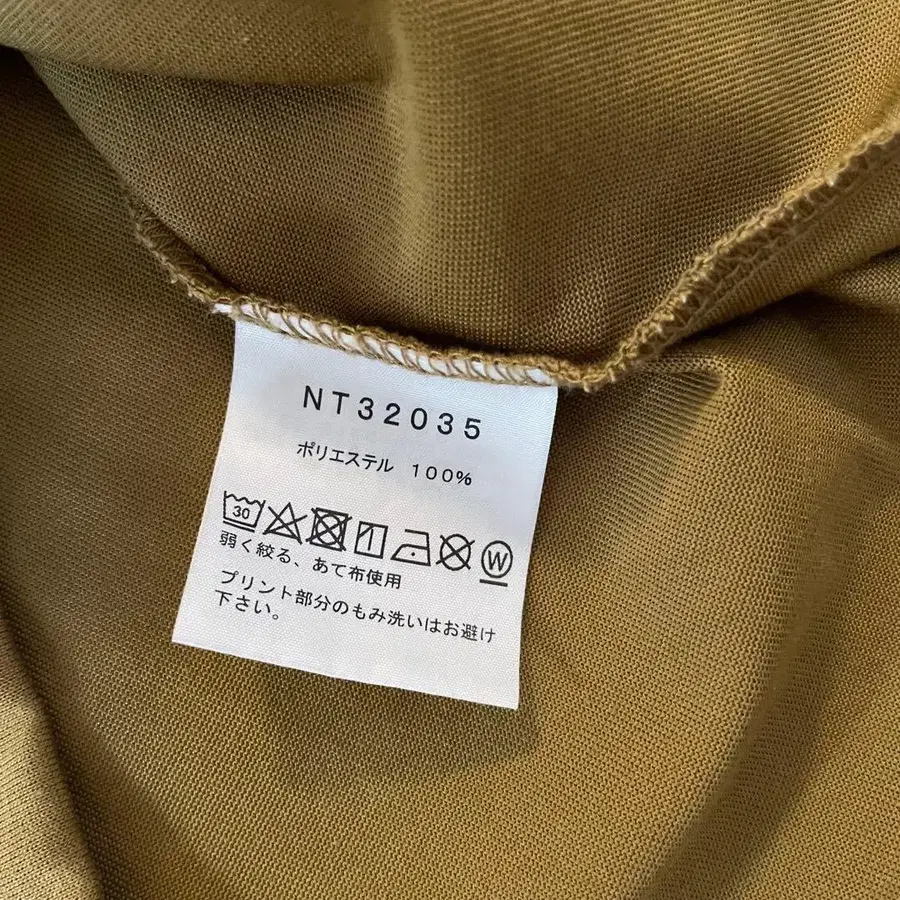 NT32035
ポリエステル 100%
30 W
弱く絞る、あて布使用
プリント部分のもみ洗いはお避け
下さい。